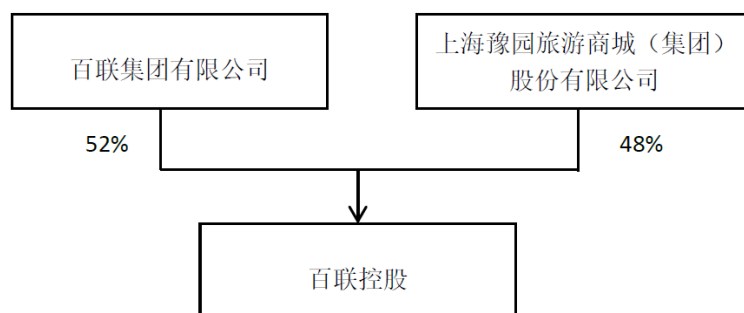 百联集团有限公司
上海豫园旅游商城（集团）
股份有限公司
52%
48%
百联控股